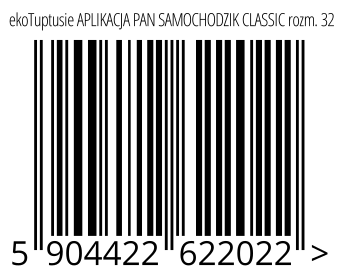 ekoTuptusie APLIKACJA PAN SAMOCHODZIK CLASSIC rozm. 32
5 904422 622022 >